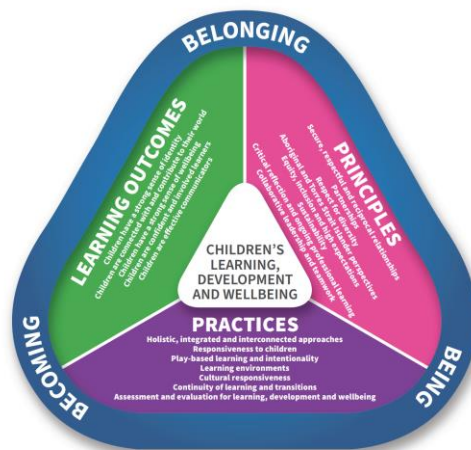 BELONGING
LEARNING OUTCOMES
Children have a strong sense of identity
Children are connected with and contribute to their world
Children have a strong sense of wellbeing
Children are confident and involved learners
Children are effective communicators
PRINCIPLES
Secure, respectful and reciprocal relationships
Partnerships
Respect for diversity
Aboriginal and Torres Strait Islander perspectives
Equity, inclusion and high expectations
Sustainability
Critical reflection and ongoing professional learning
Collaborative leadership and teamwork
CHILDREN'S
LEARNING,
DEVELOPMENT
AND WELLBEING
PRACTICES
Holistic, integrated and interconnected approaches
Responsiveness to children
Play-based learning and intentionality
Learning environments
Cultural responsiveness
Continuity of learning and transitions
Assessment and evaluation for learning, development and wellbeing
BECOMING
BEING